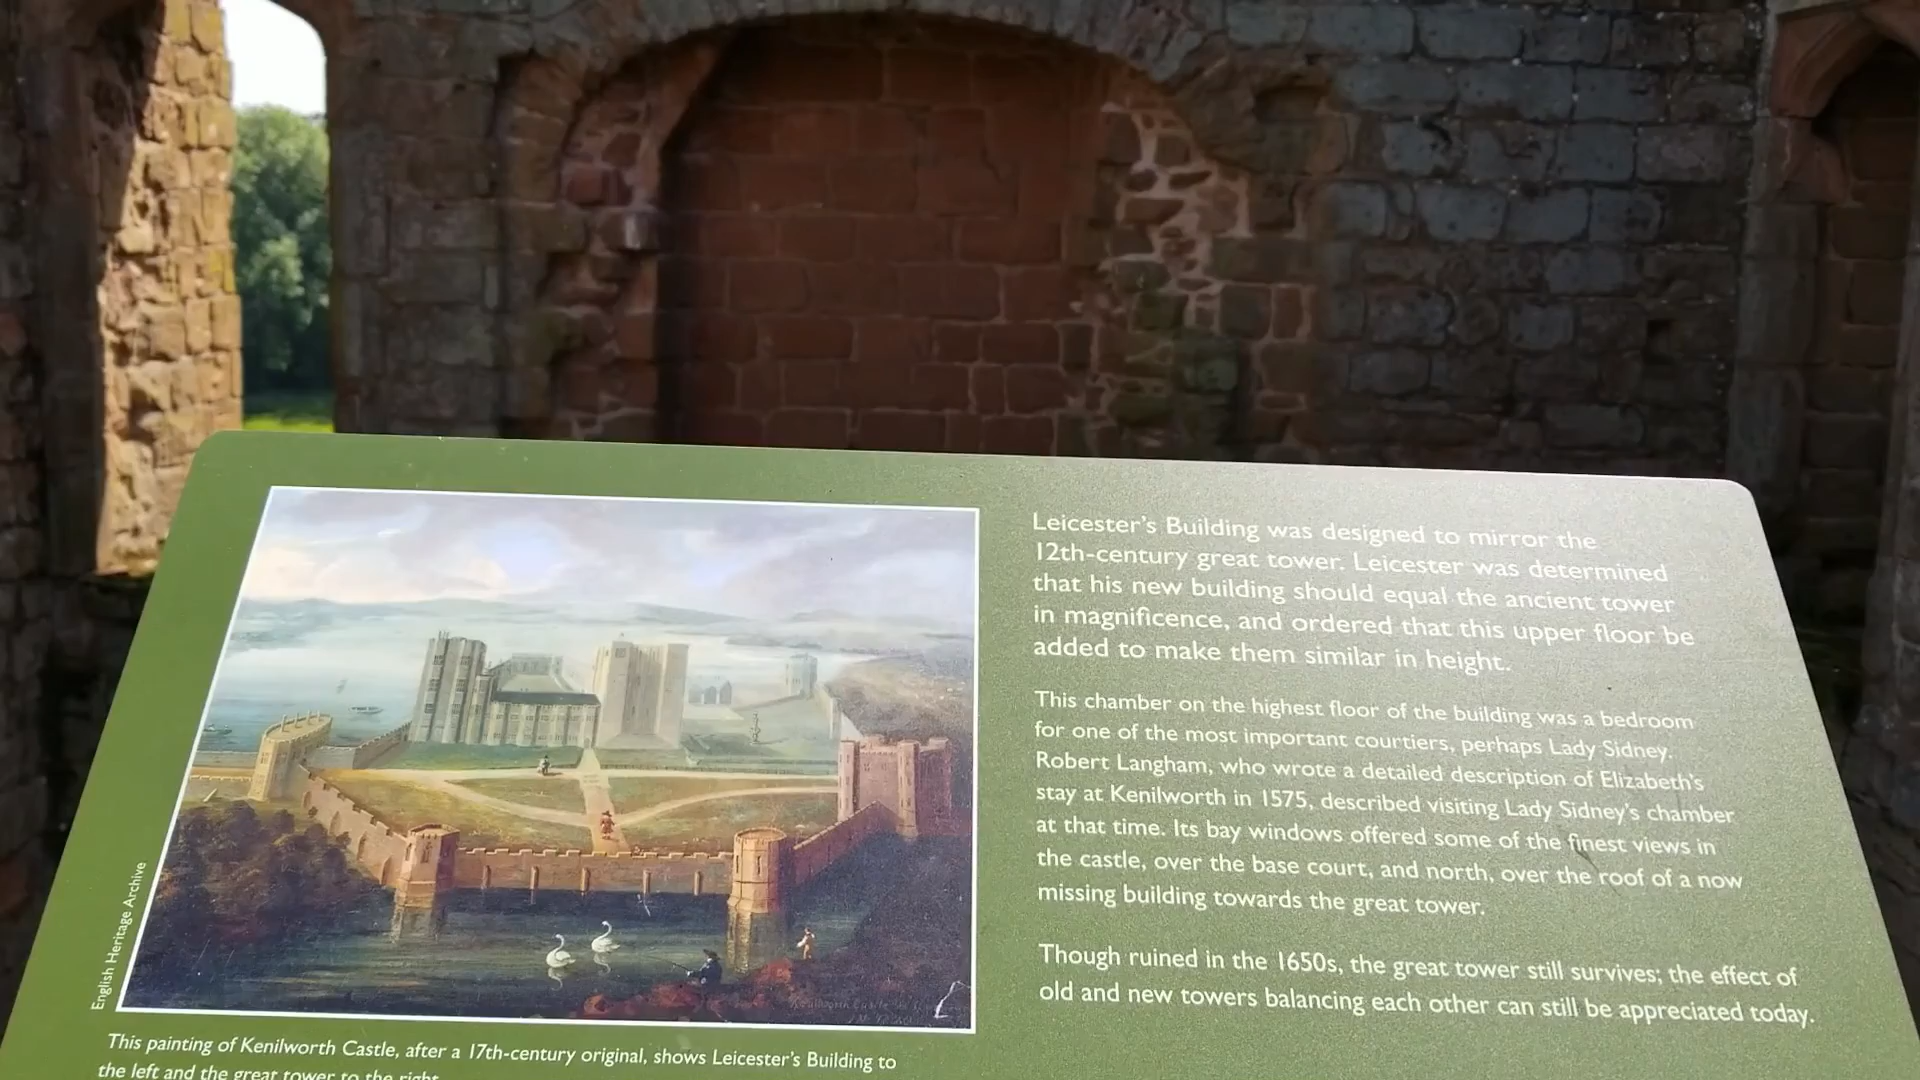 Leicester's Building was designed to mirror the
12th-century great tower. Leicester was determined
that his new building should equal the ancient tower
in magnificence, and ordered that this upper floor be
added to make them similar in height.
This chamber on the highest floor of the building was a bedroom
for one of the most important courtiers, perhaps Lady Sidney.
Robert Langham, who wrote a detailed description of Elizabeth's
stay at Kenilworth in 1575, described visiting Lady Sidney's chamber
at that time. Its bay windows offered some of the finest views in
the castle, over the base court, and north, over the roof of a now
missing building towards the great tower.
Though ruined in the 1650s, the great tower still survives; the effect of
old and new towers balancing each other can still be appreciated today.
English Heritage Archive
This painting of Kenilworth Castle, after a 17th-century original, shows Leicester's Building to
the left and the great tower to the right